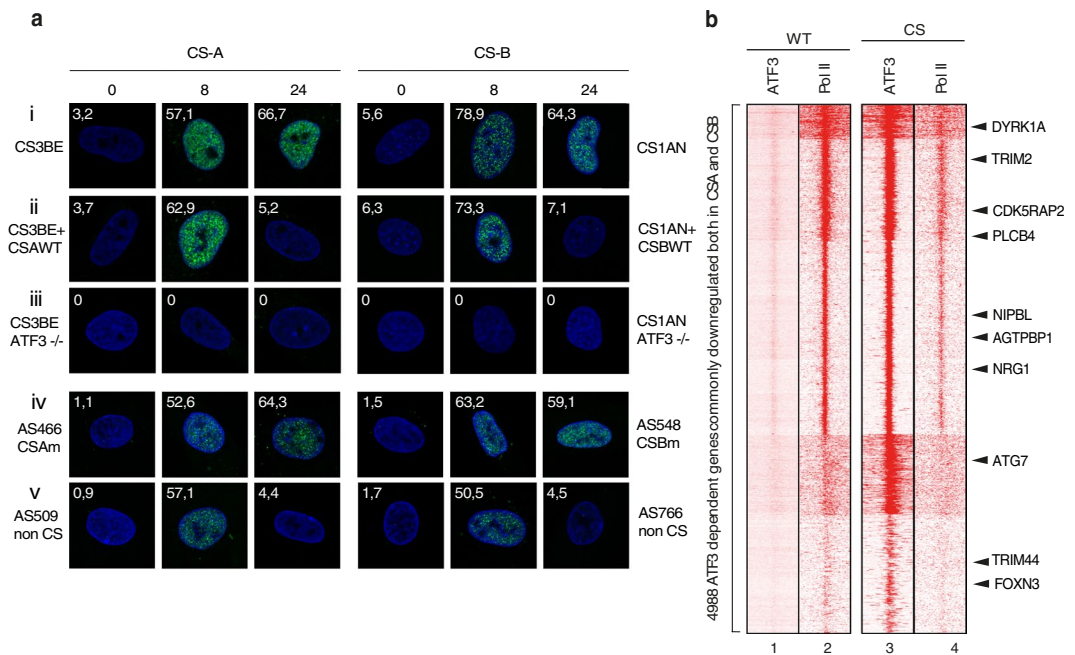 a
CS-A
CS-B
0
8
24
0
8
24
i
CS3BE
3,2
57,1
66,7
5,6
78,9
64,3
CS1AN
ii
CS3BE+
CSAWT
3,7
62,9
5,2
6,3
73,3
7,1
CS1AN+
CSBWT
iii
CS3BE
ATF3 -/-
0
0
0
0
0
0
CS1AN
ATF3 -/-
iv
AS466
CSAm
1,1
52,6
64,3
1,5
63,2
59,1
AS548
CSBm
v
AS509
non CS
0,9
57,1
4,4
1,7
50,5
4,5
AS766
non CS
b
WT
CS
ATF3
Pol II
ATF3
Pol II
4988 ATF3 dependent genescommonly downregulated both in CSA and CSB
DYRK1A
TRIM2
CDK5RAP2
PLCB4
NIPBL
AGTPBP1
NRG1
ATG7
TRIM44
FOXN3
1
2
3
4